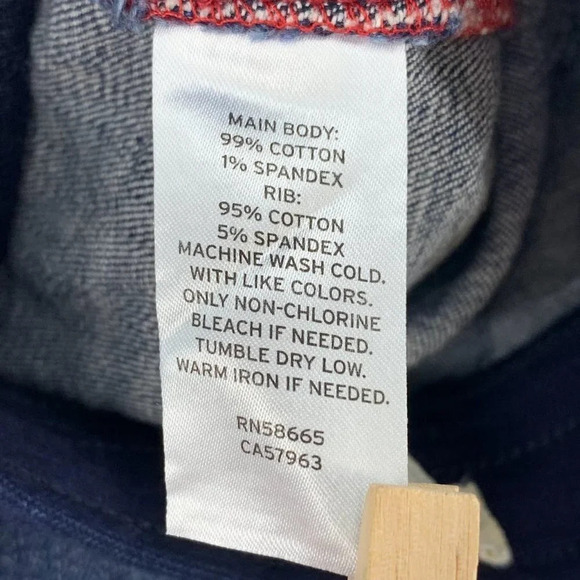 MAIN BODY:
99% COTTON
1% SPANDEX
RIB:
95% COTTON
5% SPANDEX
MACHINE WASH COLD.
WITH LIKE COLORS.
ONLY NON-CHLORINE
BLEACH IF NEEDED.
TUMBLE DRY LOW.
WARM IRON IF NEEDED.
RN58665
CA57963